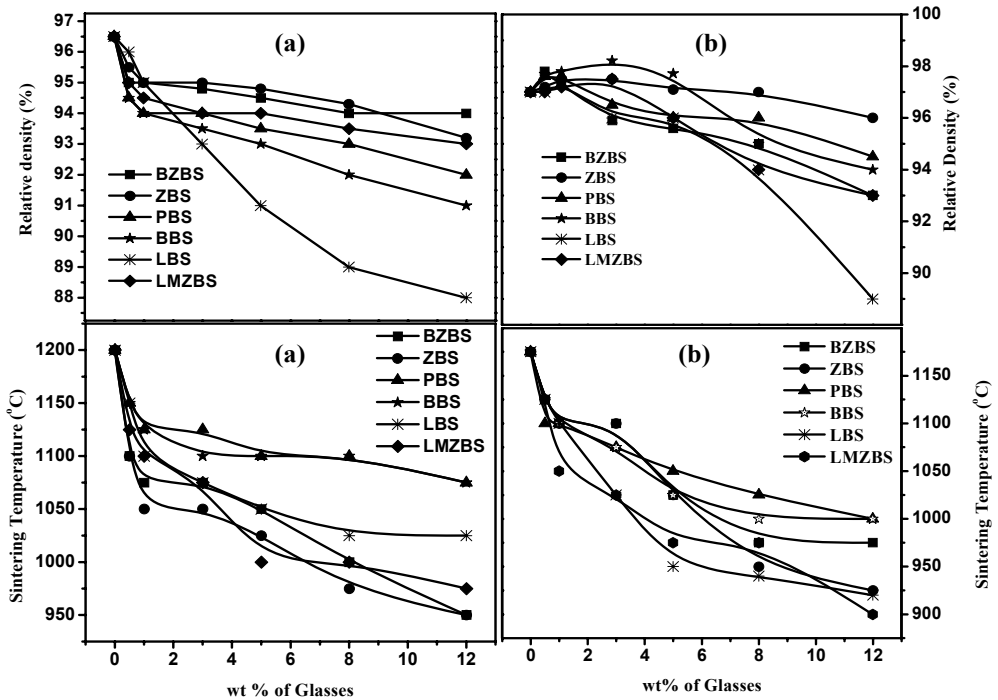 Relative density (%)
97
96
95
94
93
92
91
90
89
88
(a)
BZBS
ZBS
PBS
BBS
LBS
LMZBS
(b)
BZBS
ZBS
PBS
BBS
LBS
LMZBS
100
98
96
94
92
90
Relative Density (%)
Sintering Temperature (°C)
1200
1150
1100
1050
1000
950
(a)
BZBS
ZBS
PBS
BBS
LBS
LMZBS
0 2 4 6 8 10 12
wt % of Glasses
(b)
BZBS
ZBS
PBS
BBS
LBS
LMZBS
0 2 4 6 8 10 12
wt% of Glasses
1150
1100
1050
1000
950
900
Sintering Temperature (°C)